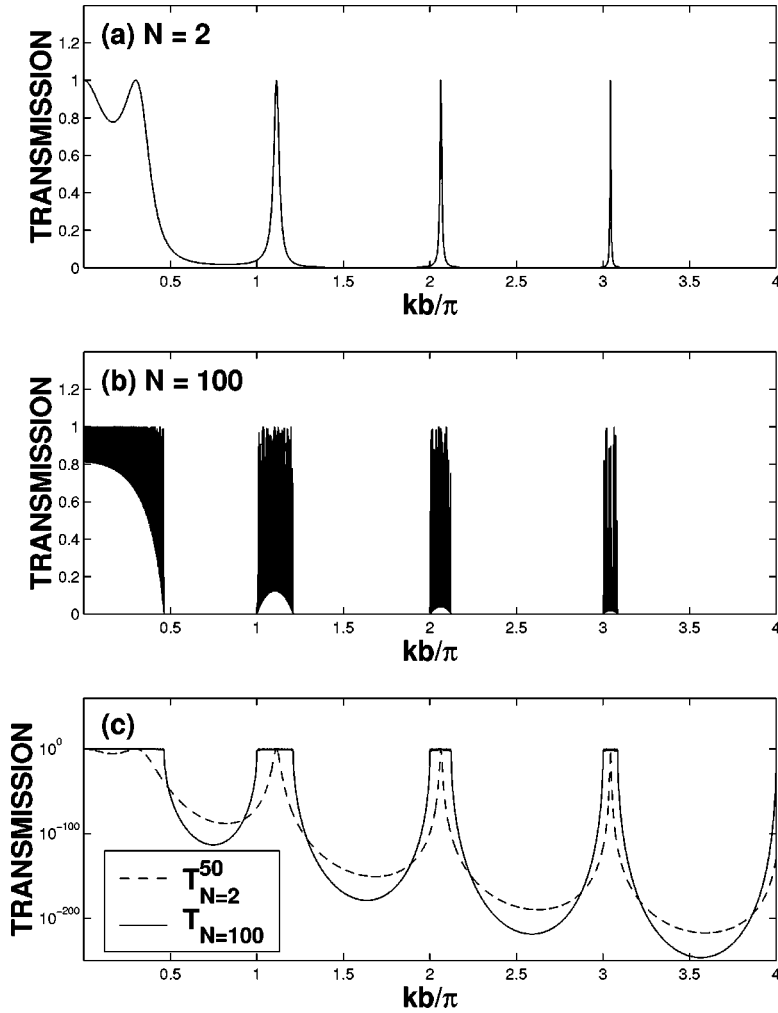 (a) N = 2
TRANSMISSION
1.2
1
0.8
0.6
0.4
0.2
0
0.5 1 1.5 2 2.5 3 3.5 4
kb/π
(b) N = 100
TRANSMISSION
1.2
1
0.8
0.6
0.4
0.2
0
0.5 1 1.5 2 2.5 3 3.5 4
kb/π
(c)
TRANSMISSION
10^0
10^-100
10^-200
T^50_N=2
T_N=100
0.5 1 1.5 2 2.5 3 3.5 4
kb/π